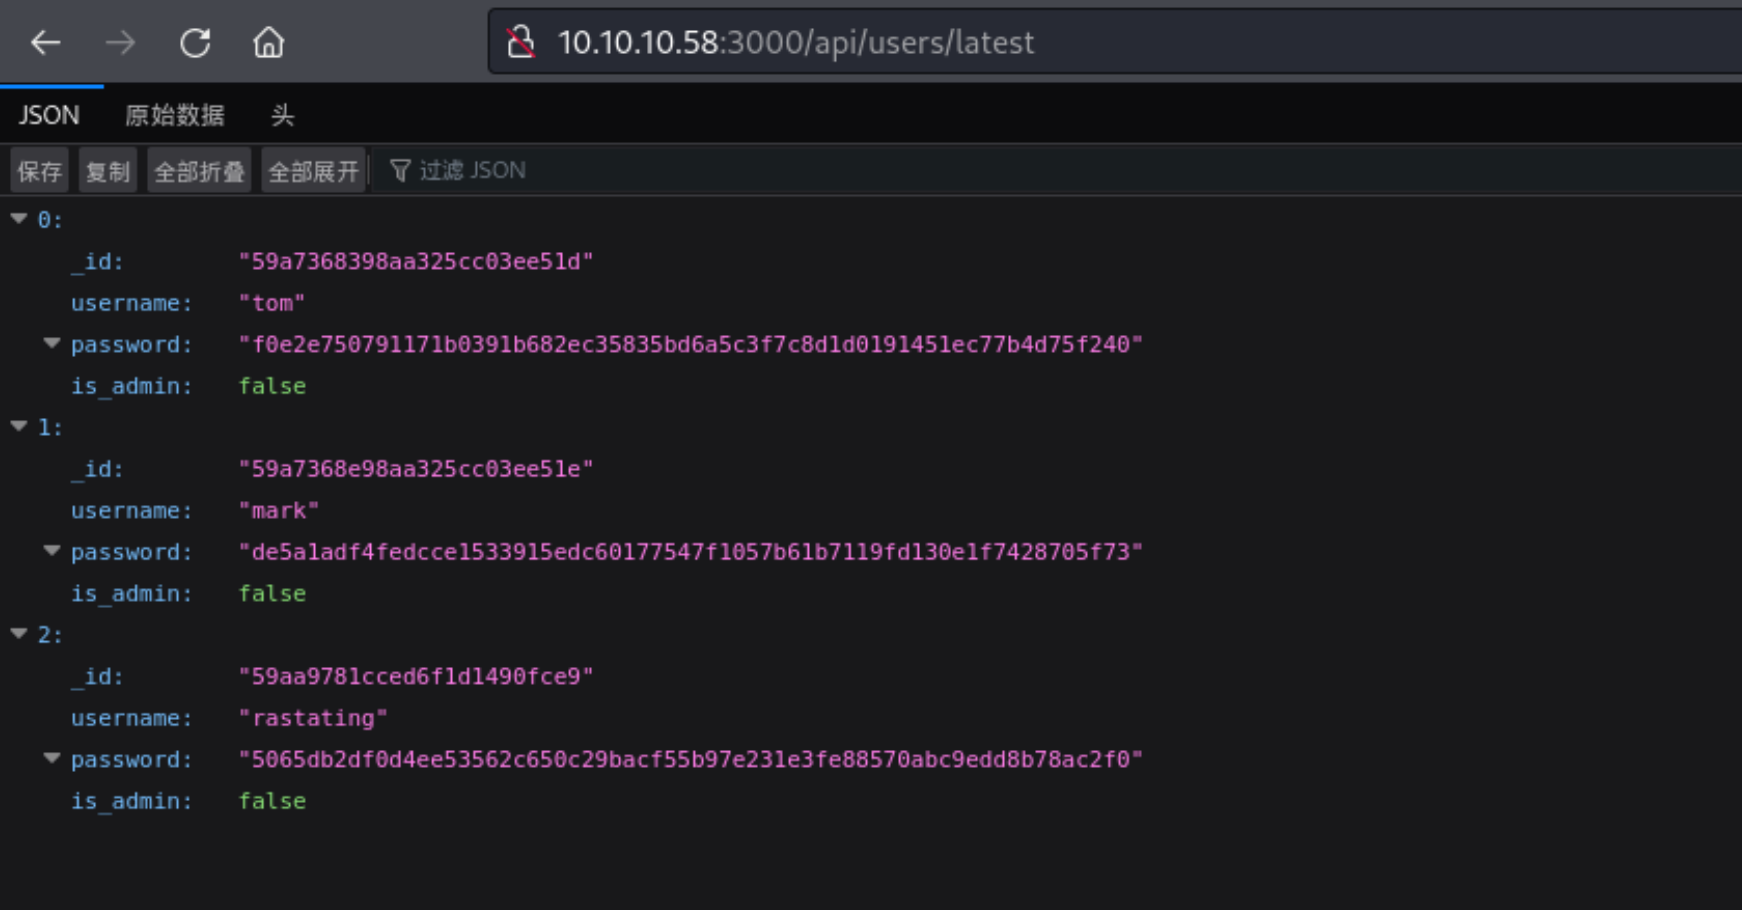 10.10.10.58:3000/api/users/latest
JSON 原始数据 头
保存 复制 全部折叠 全部展开 过滤 JSON
0:
_id: "59a7368398aa325cc03ee51d"
username: "tom"
password: "f0e2e750791171b0391b682ec35835bd6a5c3f7c8d1d0191451ec77b4d75f240"
is_admin: false
1:
_id: "59a7368e98aa325cc03ee51e"
username: "mark"
password: "de5a1adf4fedcce1533915edc60177547f1057b61b7119fd130e1f7428705f73"
is_admin: false
2:
_id: "59aa9781cced6f1d1490fce9"
username: "rastating"
password: "5065db2df0d4ee53562c650c29bacf55b97e231e3fe88570abc9edd8b78ac2f0"
is_admin: false